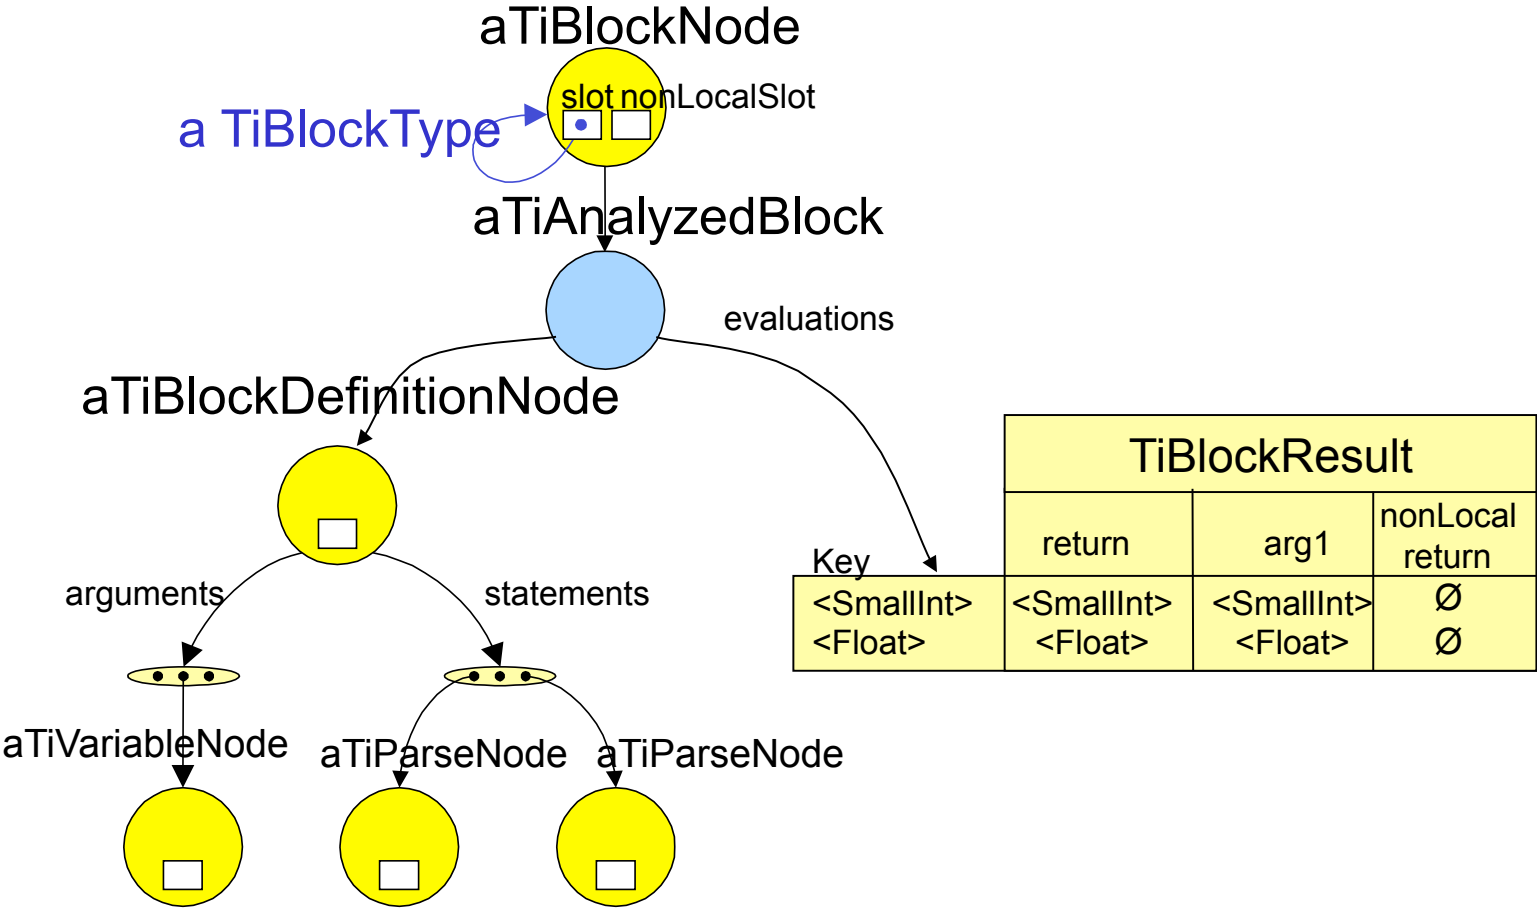 aTiBlockNode
slot nonLocalSlot
a TiBlockType
aTiAnalyzedBlock
evaluations
aTiBlockDefinitionNode
TiBlockResult
Key
return
arg1
nonLocal
return
<SmallInt> <SmallInt> <SmallInt> Ø
<Float> <Float> <Float> Ø
arguments
statements
aTiVariableNode
aTiParseNode
aTiParseNode